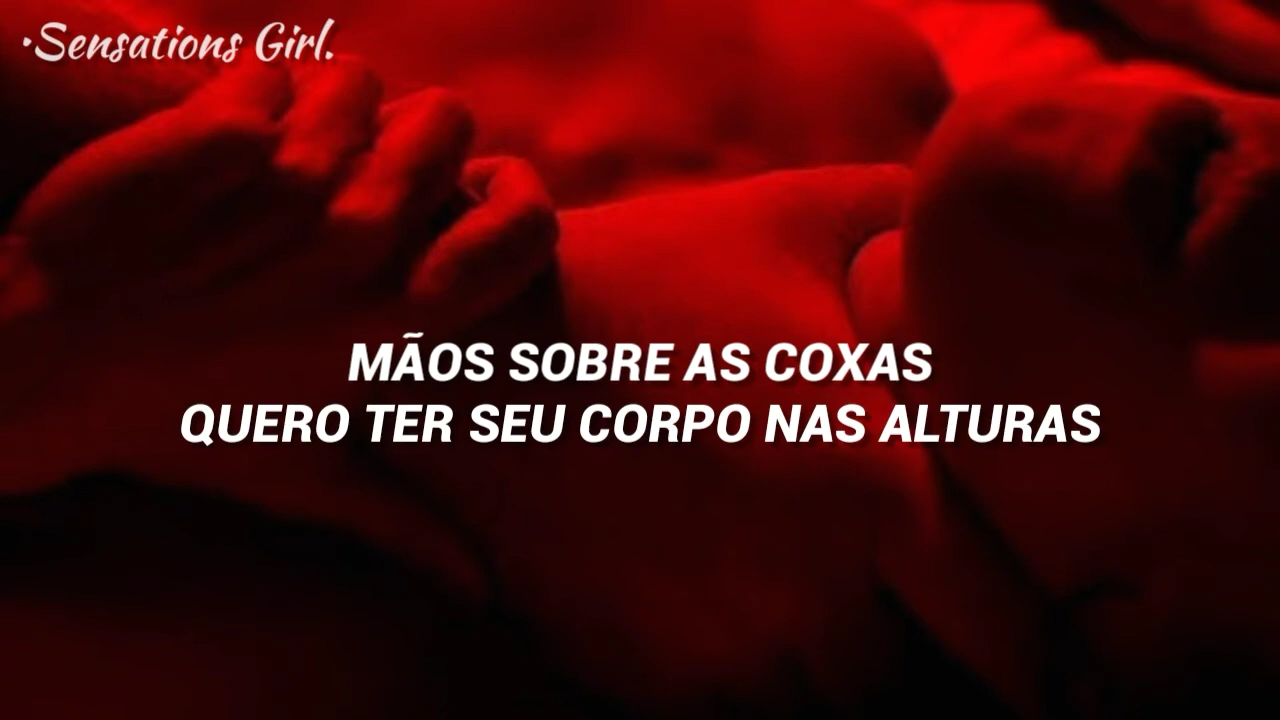 ·Sensations Girl.
MÃOS SOBRE AS COXAS
QUERO TER SEU CORPO NAS ALTURAS